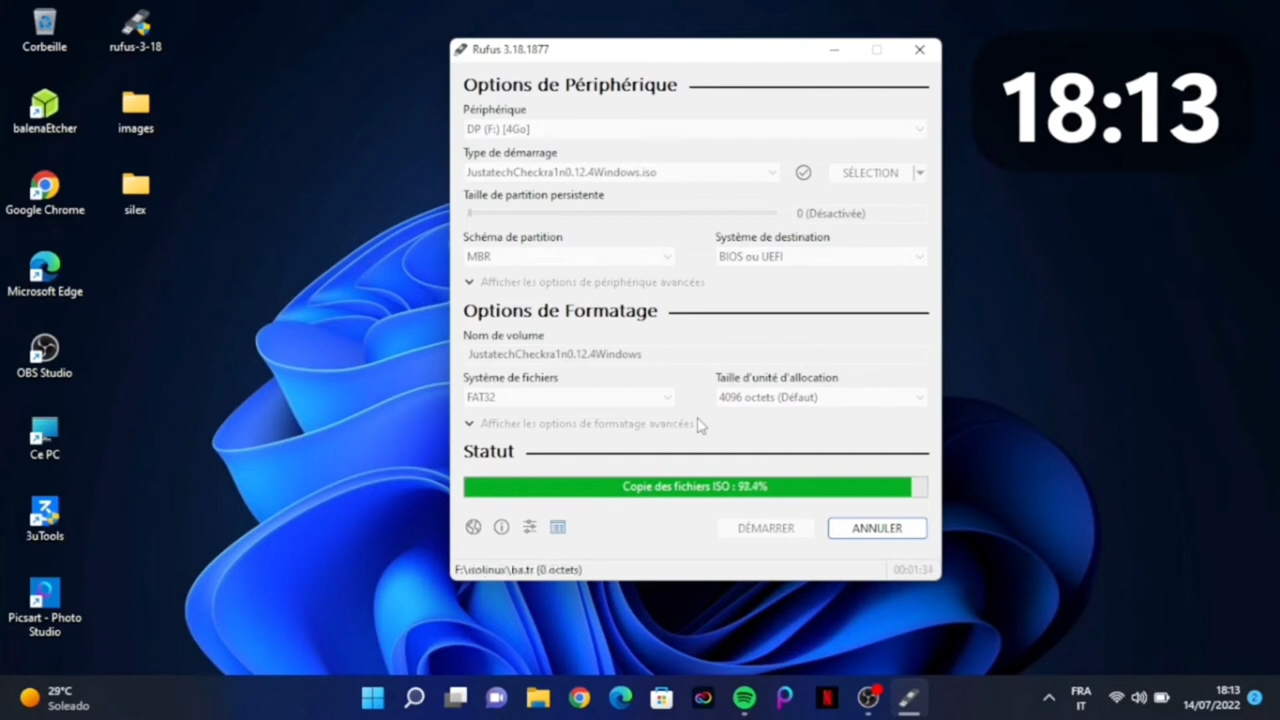 Corbeille
rufus-3-18
balenaEtcher
images
Google Chrome
silex
Microsoft Edge
OBS Studio
Ce PC
3uTools
Picsart - Photo
Studio
Rufus 3.18.1877
Options de Périphérique
Périphérique
DP (F:) [4Go]
Type de démarrage
JustatechCheckra1n0.12.4Windows.iso
SÉLECTION
Taille de partition persistente
0 (Désactivée)
Schéma de partition
Système de destination
MBR
BIOS ou UEFI
Afficher les options de périphérique avancées
Options de Formatage
Nom de volume
JustatechCheckra1n0.12.4Windows
Système de fichiers
Taille d'unité d'allocation
FAT32
4096 octets (Défaut)
Afficher les options de formatage avancées
Statut
Copie des fichiers ISO :
DÉMARRER
ANNULER
(0 octets)
00:01:34
18:13
29°C
Soleado
FRA
IT
18:13
14/07/2022
2